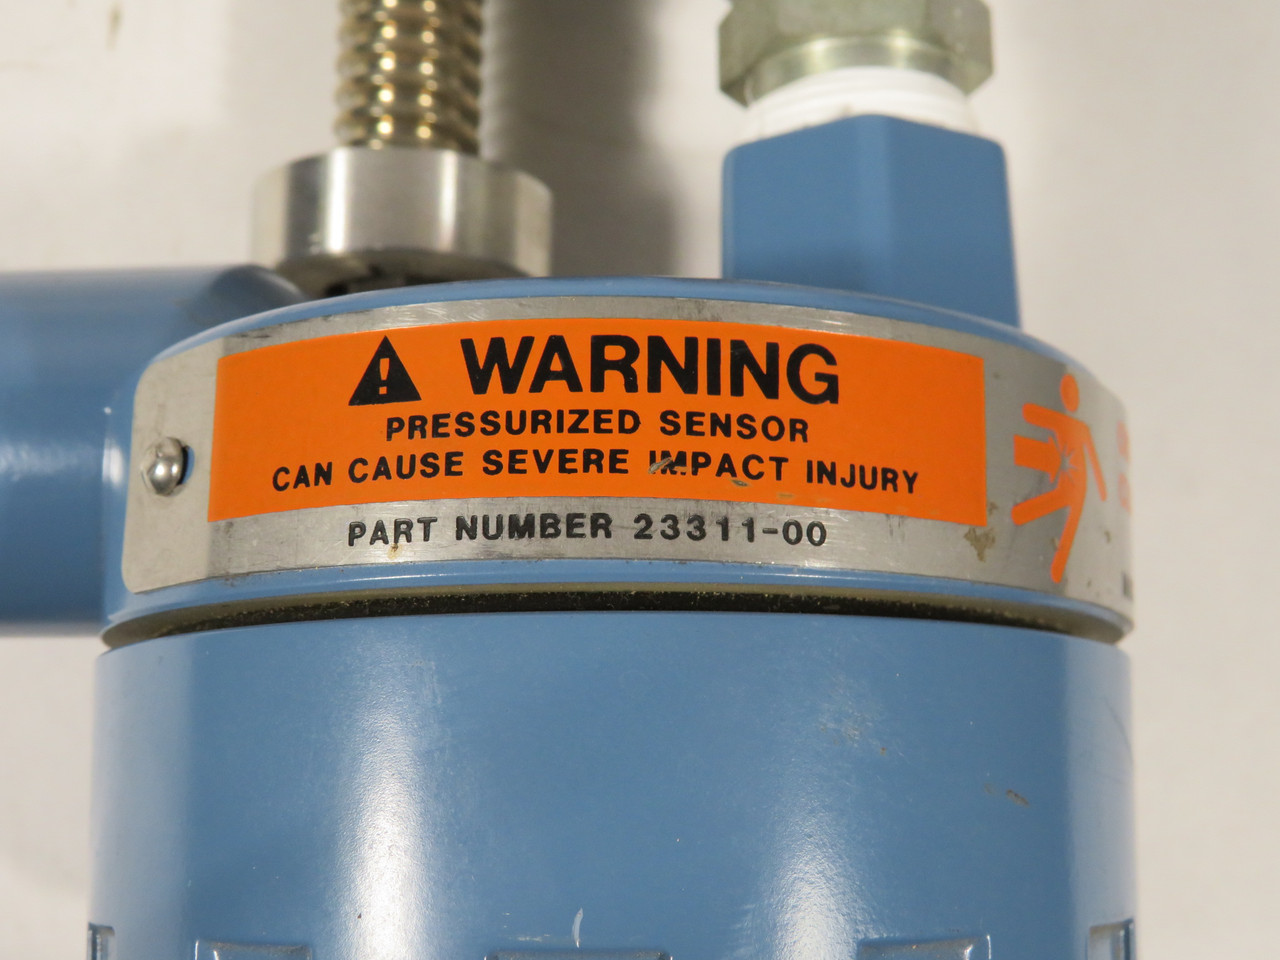 WARNING
PRESSURIZED SENSOR
CAN CAUSE SEVERE IMPACT INJURY
PART NUMBER 23311-00